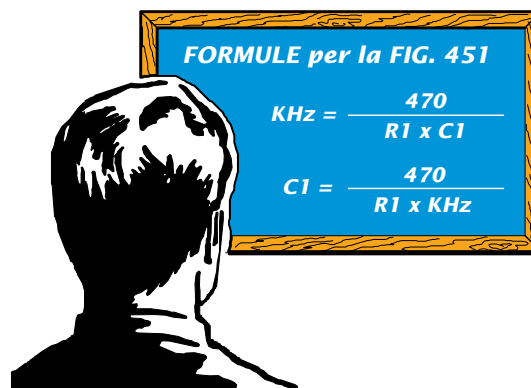 FORMULE per la FIG. 451
KHz = 470
R1 x C1
C1 = 470
R1 x KHz